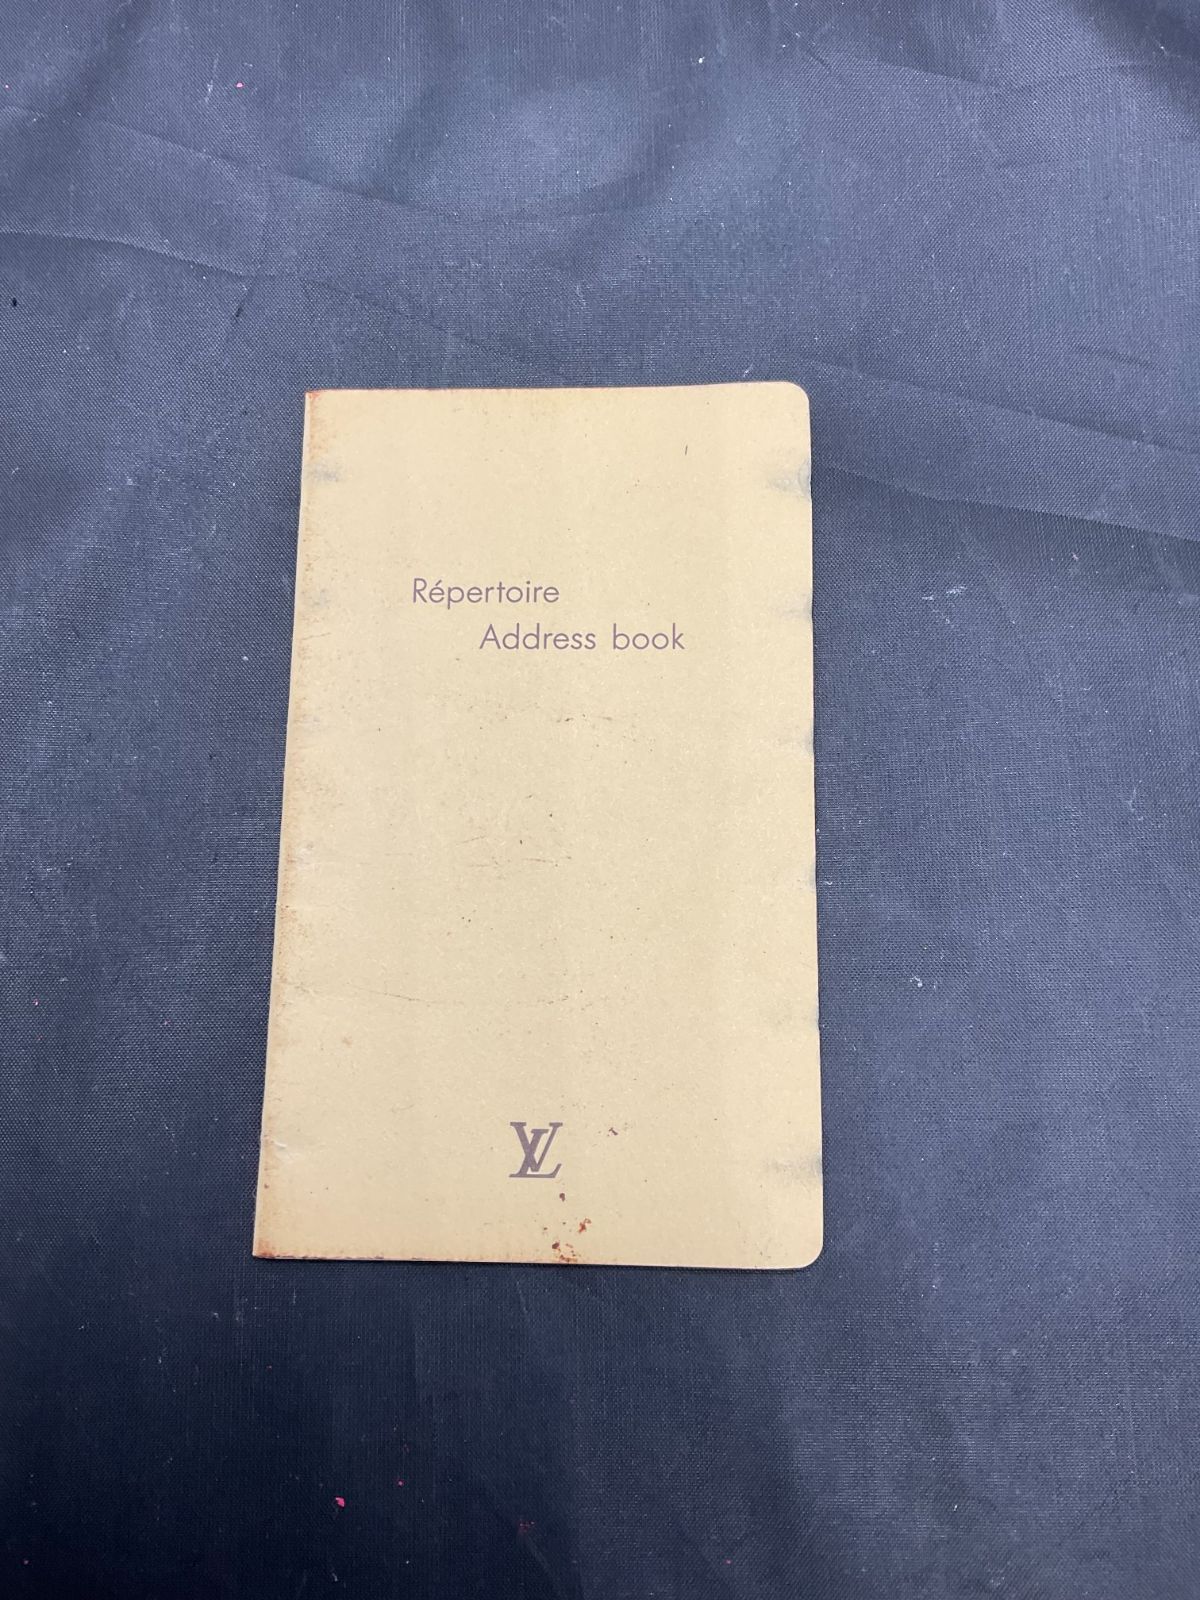 Répertoire
Address book
LV